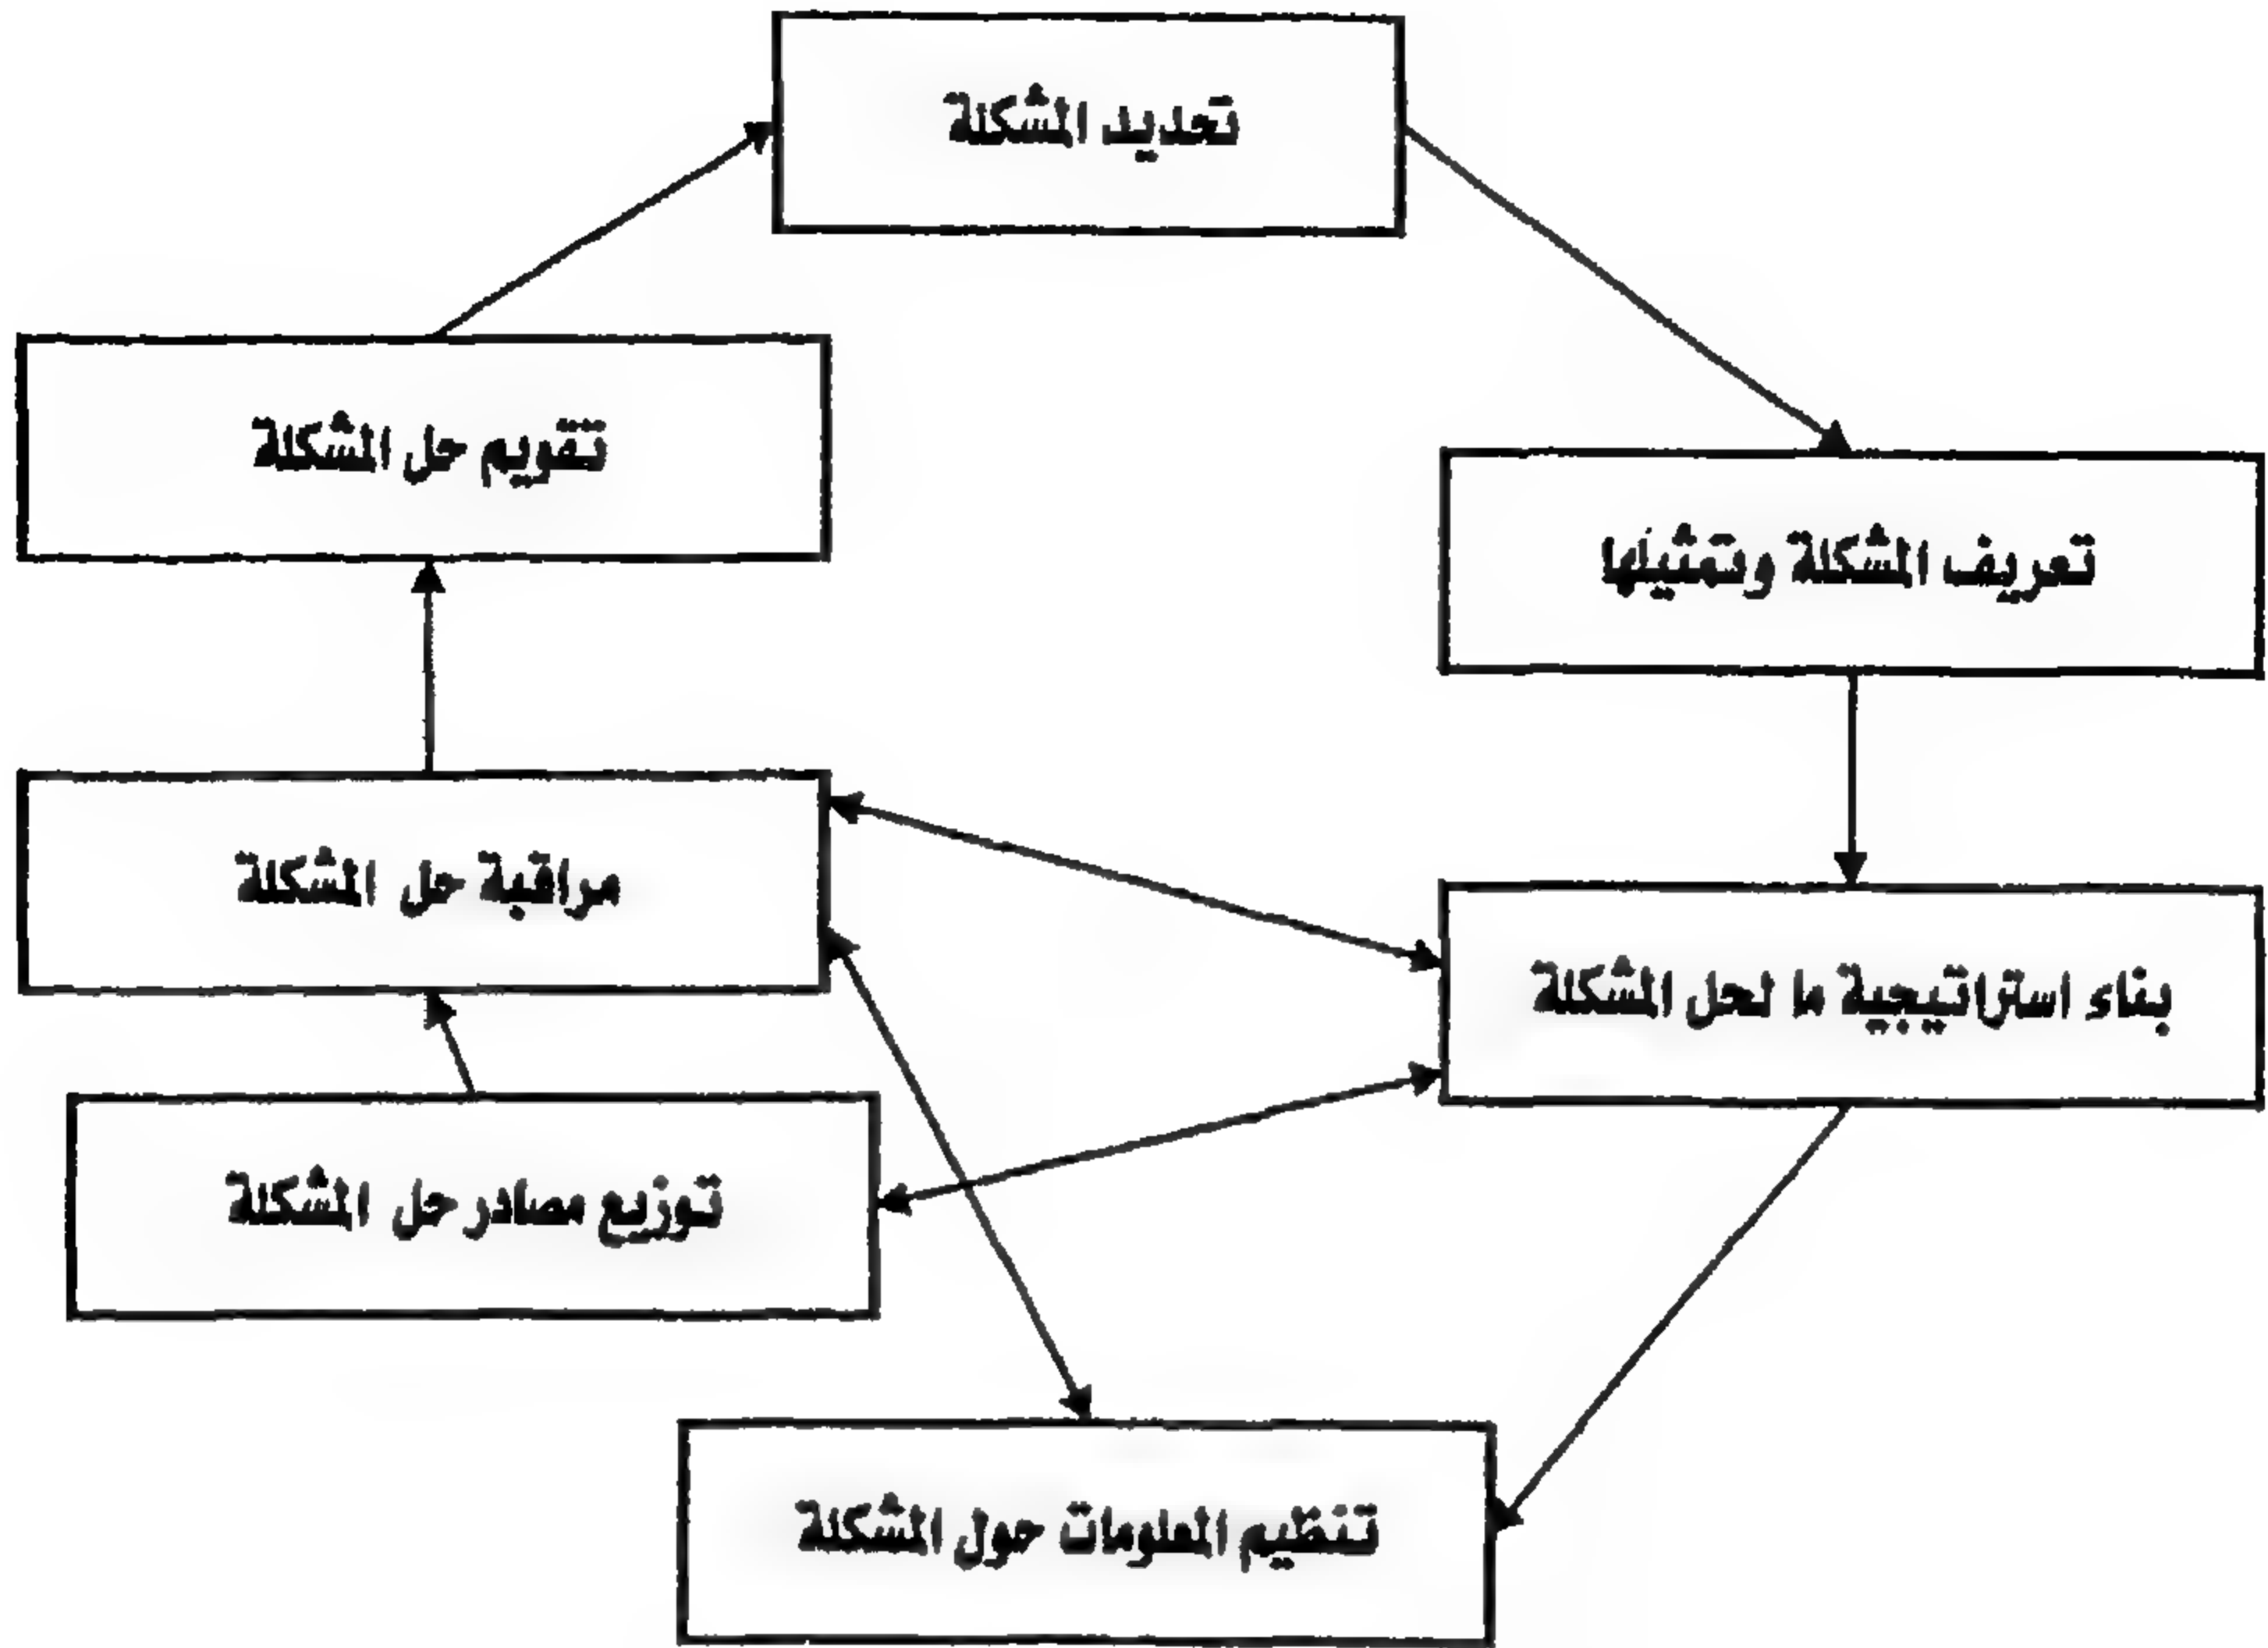 تحديد المشكلة
تقويم حل المشكلة
تعريف المشكلة وتمثيلها
مراقبة حل المشكلة
بناء استراتيجية ما لحل المشكلة
توزيع مصادر حل المشكلة
تنظيم المعلومات حول المشكلة